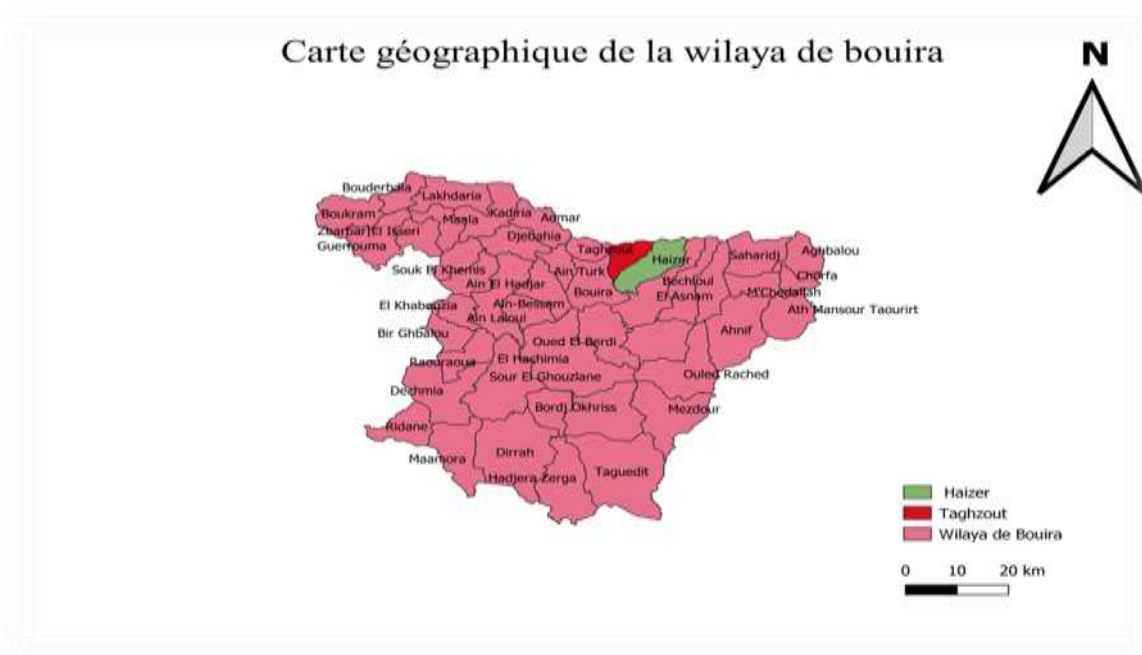 Carte géographique de la wilaya de bouira
N
Bouderbala
Lakhdaria
Boukram
Maala
Kadiria
Aomar
Zbarbar
El Isseri
Djebahia
Guerrouma
Taghzout
Haizer
Saharidj
Aghbalou
Souk El Khemis
Ain Turk
Chorfa
Ain El Hadjar
Bechloul
Bouira
El Asnam
M'Chedallah
El Khabouzia
Ain-Bessem
Ath Mansour Taourirt
Ain Laloui
Bir Ghbalou
Ahnif
Oued El Berdi
Raouraoua
El Hachimia
Sour El Ghouzlane
Ouled Rached
Dechmia
Bordj Okhriss
Mezdour
Ridane
Dirrah
Maamora
Taguedit
Hadjera Zerga
Haizer
Taghzout
Wilaya de Bouira
0 10 20 km